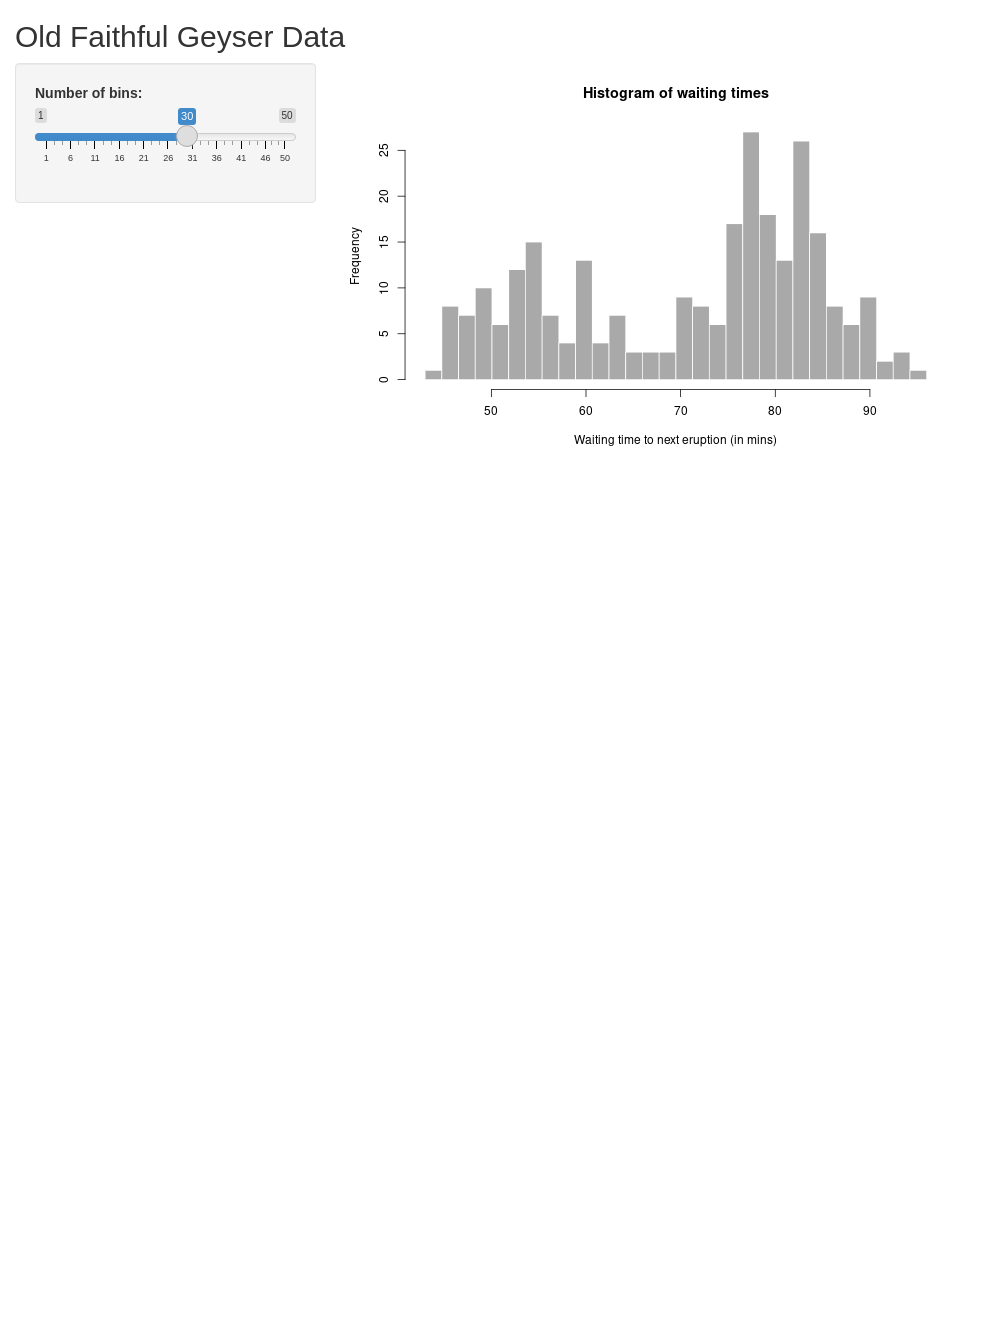 Old Faithful Geyser Data
Number of bins:
1 30 50
1 6 11 16 21 26 31 36 41 46 50
Histogram of waiting times
Frequency
25
20
15
10
5
0
50 60 70 80 90
Waiting time to next eruption (in mins)